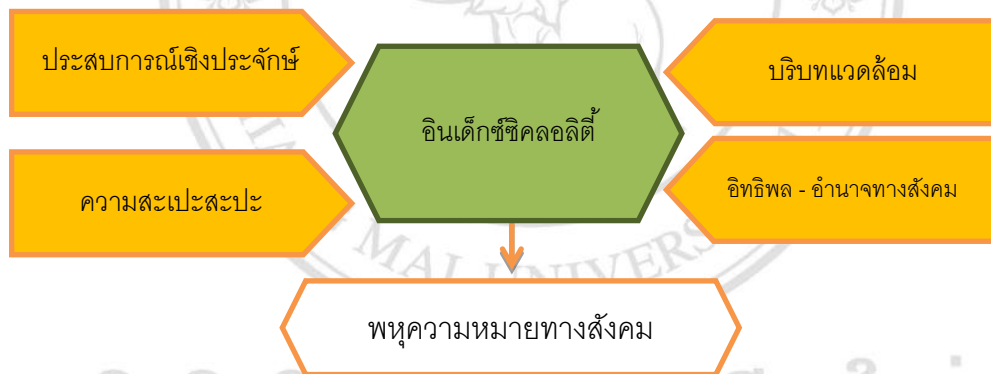 ประสบการณ์เชิงประจักษ์
บริบทแวดล้อม
อินเด็กซ์ซิคลอลิตี้
ความสะเปะสะปะ
อิทธิพล - อำนาจทางสังคม
MAI UNIVERS
พหุความหมายทางสังคม